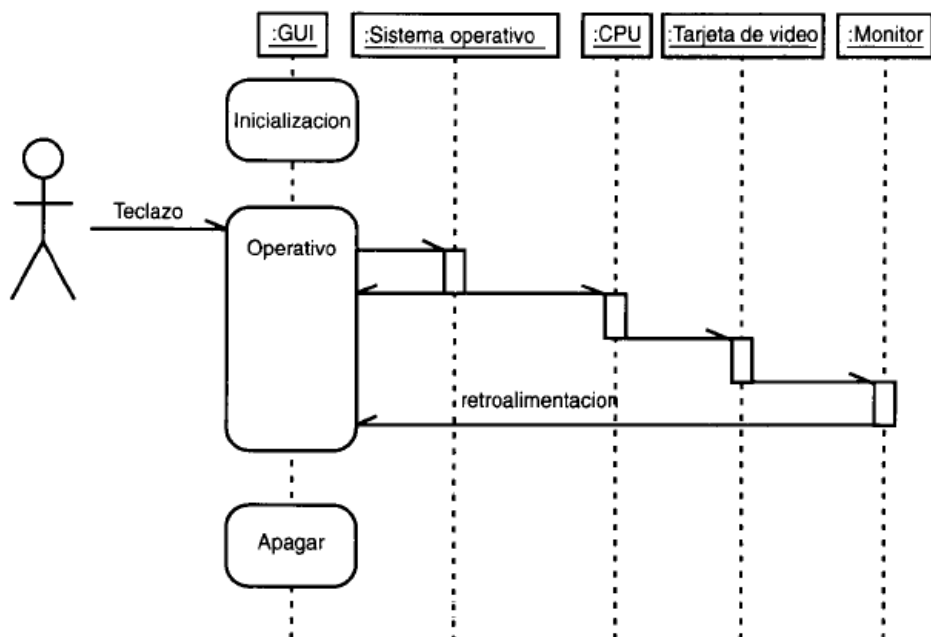 :GUI
:Sistema operativo
:CPU
:Tarjeta de video
:Monitor
Inicializacion
Teclazo
Operativo
retroalimentacion
Apagar